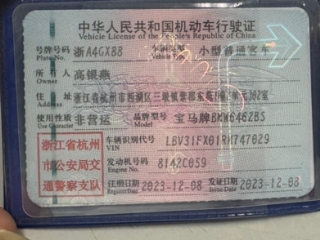 中华人民共和国机动车行驶证
Vehicle License of the People's Republic of China
号牌号码 浙A4GX88 车辆类型 小型普通客车
Plate No. Vehicle Type
所有人 高银燕
Owner
住址 浙江省杭州市西湖区三墩镇
Address
使用性质 非营运 品牌型号 宝马牌BMW6462BS
Use Character Model
浙江省杭州
市公安局交
通警察支队
车辆识别代号 LBV31FX01RM747629
VIN
发动机号码 8142C059
Engine No.
注册日期 2023-12-08 发证日期 2023-12-08
Register Date Issue Date